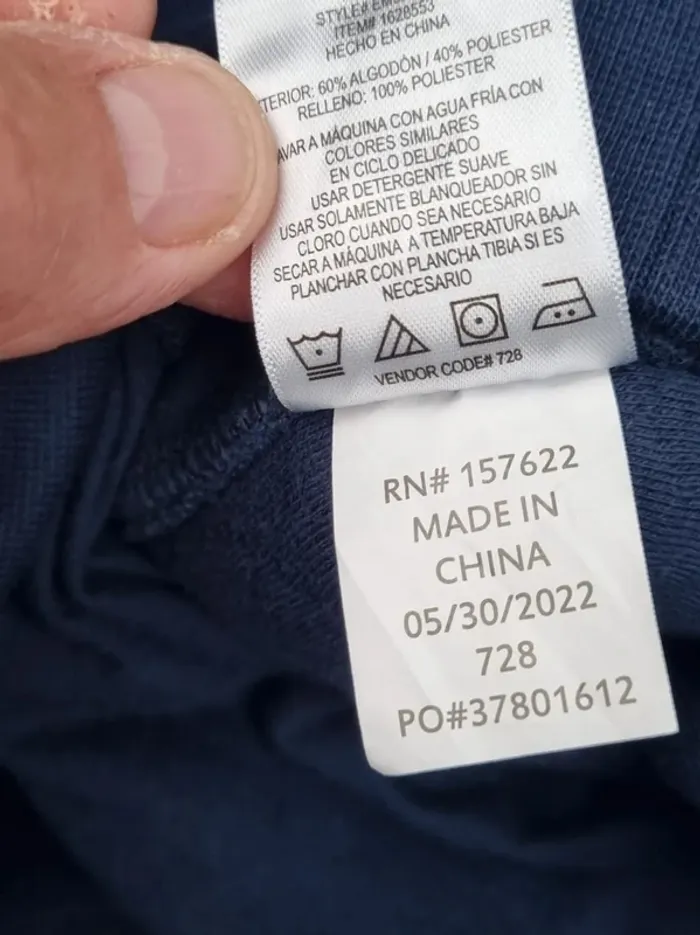 STYLE#
ITEM# 1628553
HECHO EN CHINA
TERIOR: 60% ALGODÓN / 40% POLIESTER
RELLENO: 100% POLIESTER
AVAR A MÁQUINA CON AGUA FRÍA CON
COLORES SIMILARES
EN CICLO DELICADO
USAR DETERGENTE SUAVE
USAR SOLAMENTE BLANQUEADOR SIN
CLORO CUANDO SEA NECESARIO
SECAR A MÁQUINA A TEMPERATURA BAJA
PLANCHAR CON PLANCHA TIBIA SI ES
NECESARIO
VENDOR CODE# 728
RN# 157622
MADE IN
CHINA
05/30/2022
728
PO#37801612